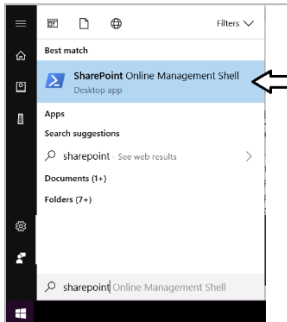 Filters
Best match
SharePoint Online Management Shell
Desktop app
Apps
Search suggestions
sharepoint - See web results
Documents (1+)
Folders (7+)
sharepoint Online Management Shell